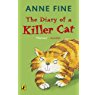 ANNE FINE
The Diary of a
Killer Cat